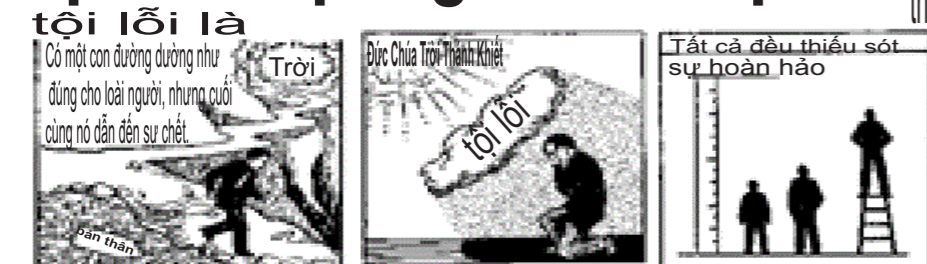 tội lỗi là
Có một con đường dường như
đúng cho loài người, nhưng cuối
cùng nó dẫn đến sự chết.
Trời
bản thân
Đức Chúa Trời Thánh Khiết
tội lỗi
Tất cả đều thiếu sót
sự hoàn hảo